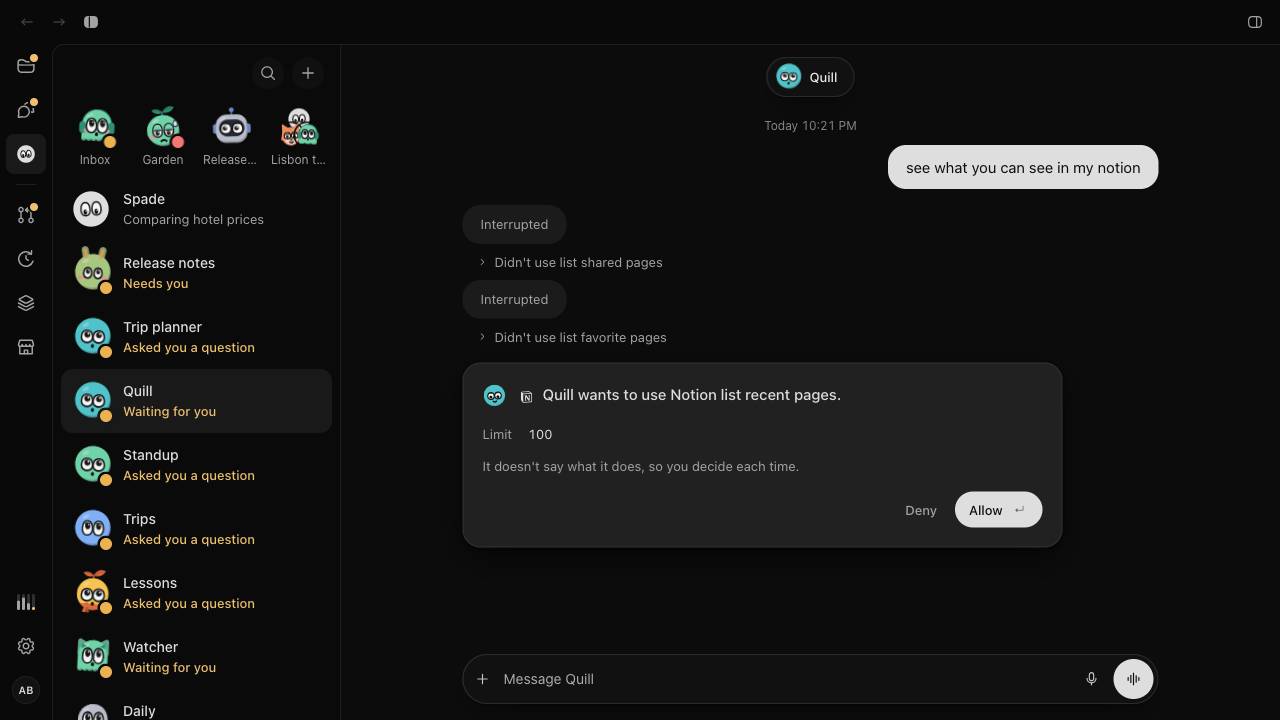 Quill
Today 10:21 PM
see what you can see in my notion
Inbox
Garden
Release...
Lisbon t...
Spade
Comparing hotel prices
Release notes
Needs you
Trip planner
Asked you a question
Quill
Waiting for you
Standup
Asked you a question
Trips
Asked you a question
Lessons
Asked you a question
Watcher
Waiting for you
Daily
AB
Interrupted
Didn't use list shared pages
Interrupted
Didn't use list favorite pages
Quill wants to use Notion list recent pages.
Limit 100
It doesn't say what it does, so you decide each time.
Deny
Allow
Message Quill